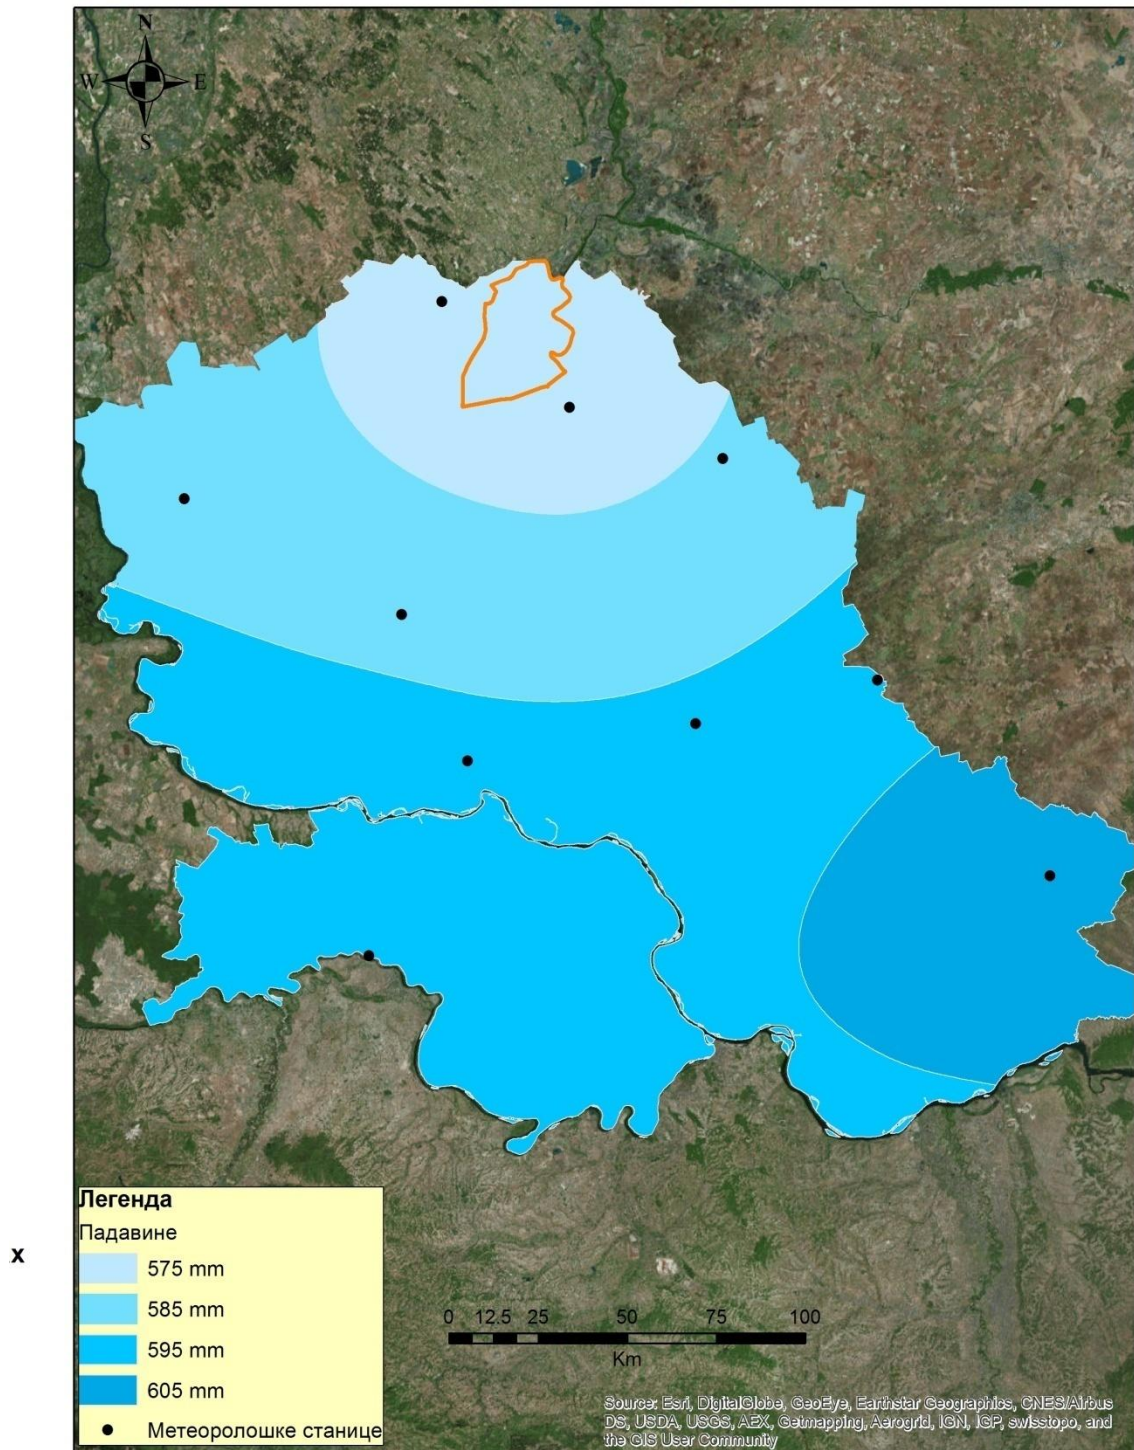 N
W E
S
Легенда
Падавине
575 mm
585 mm
595 mm
605 mm
Метеоролошке станице
x
0 12.5 25 50 75 100
Km
Source: Esri, DigitalGlobe, GeoEye, Earthstar Geographics, CNES/Airbus
DS, USDA, USGS, AEX, Getmapping, Aerogrid, IGN, IGP, swisstopo, and
the GIS User Community